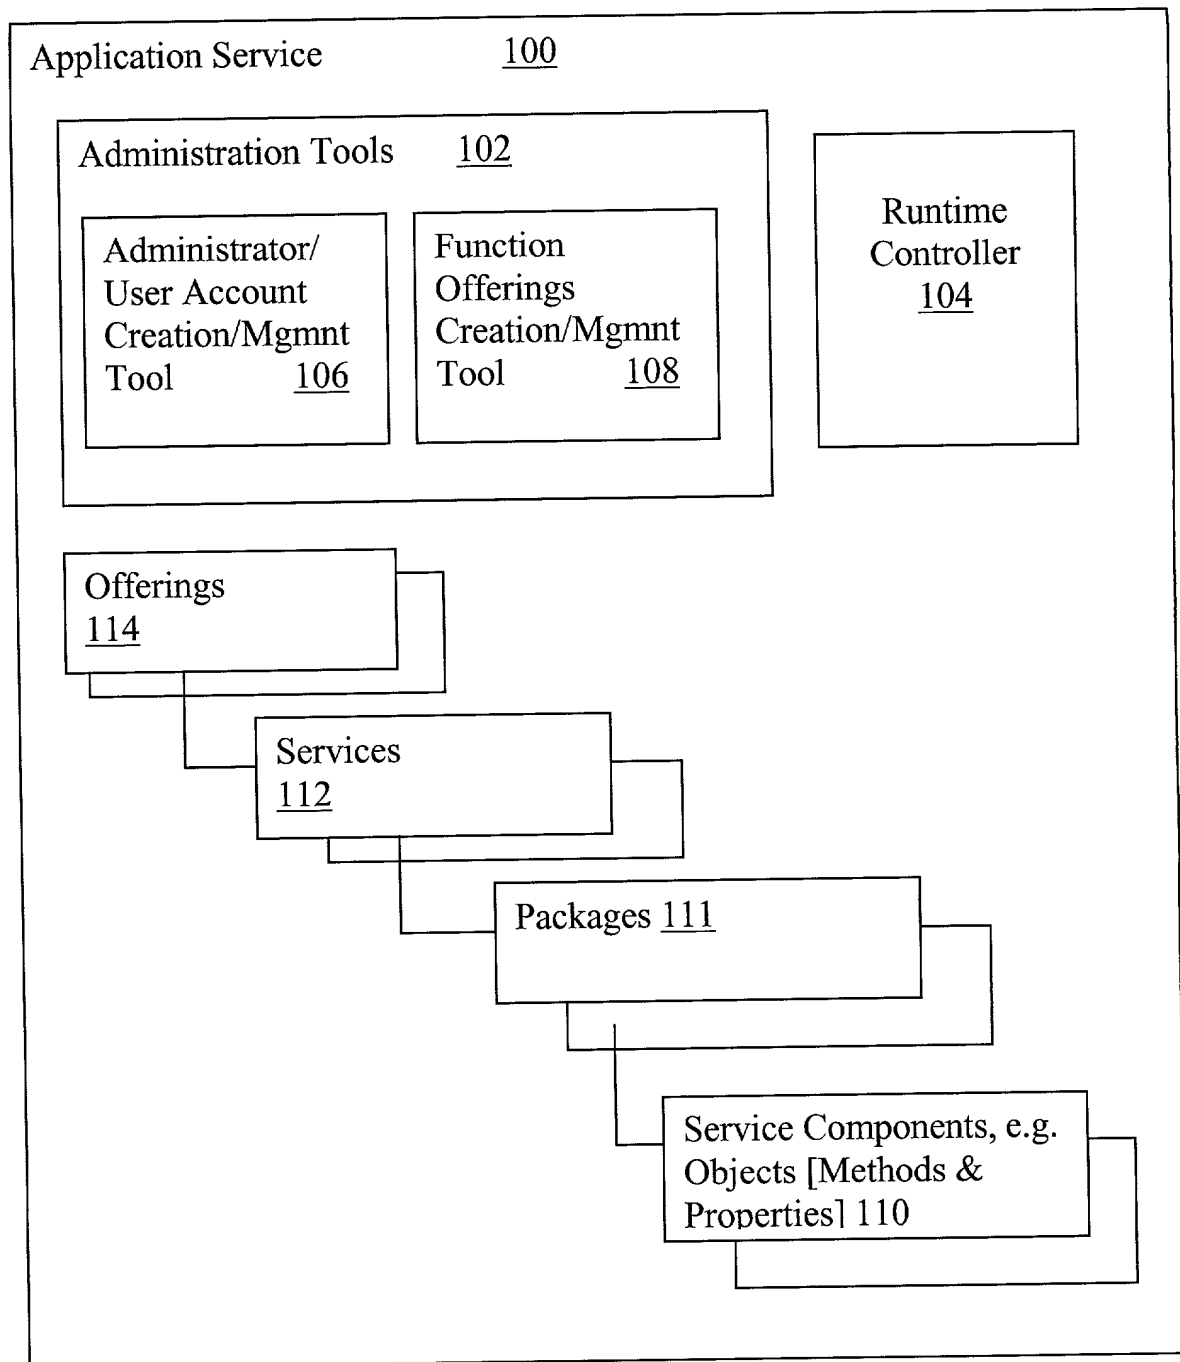 Application Service 100
Administration Tools 102
Administrator/
User Account
Creation/Mgmnt
Tool 106
Function
Offerings
Creation/Mgmnt
Tool 108
Runtime
Controller
104
Offerings
114
Services
112
Packages 111
Service Components, e.g.
Objects [Methods &
Properties] 110